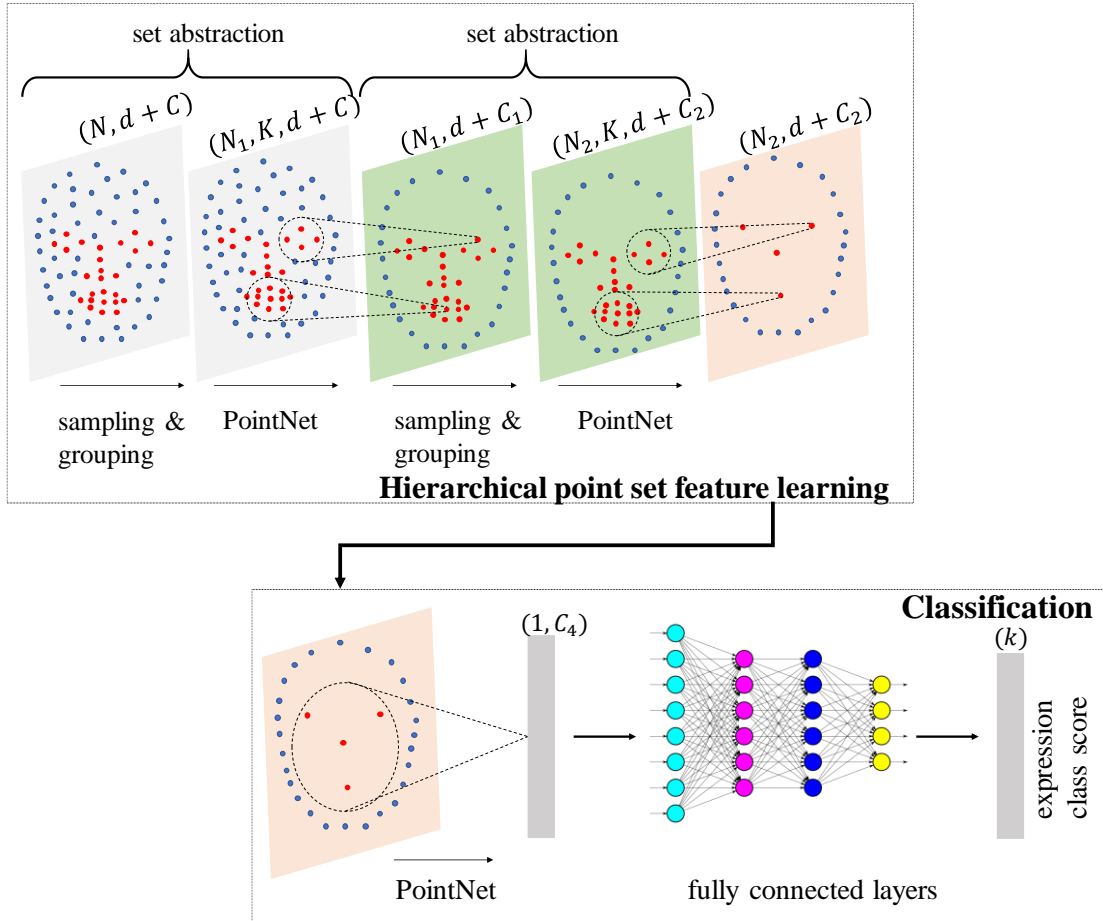 set abstraction
set abstraction
(N, d + C)
(N₁, K, d + C)
(N₁, d + C₁)
(N₂, K, d + C₂)
(N₂, d + C₂)
sampling &
grouping
PointNet
sampling &
grouping
PointNet
Hierarchical point set feature learning
Classification
(1, C₄)
(k)
expression
class score
PointNet
fully connected layers